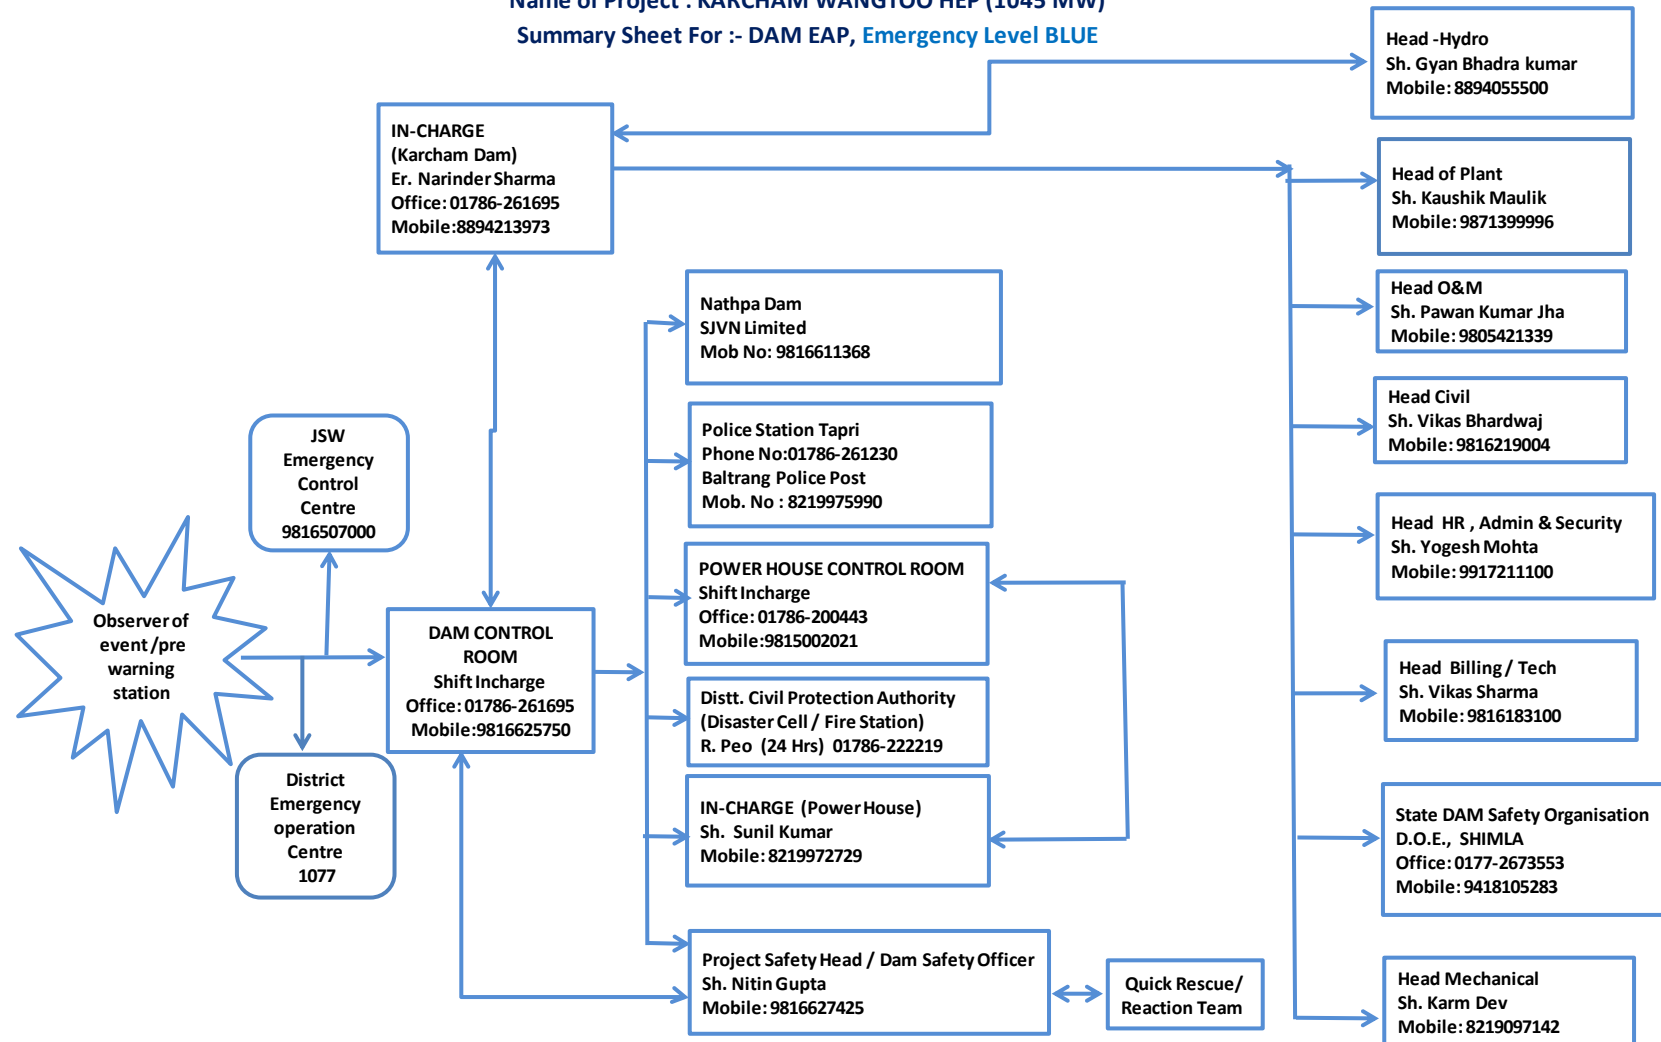 Name of Project : KARCHAM WANGTOO HEP (1045 MW)
Summary Sheet For :- DAM EAP, Emergency Level BLUE
Head -Hydro
Sh. Gyan Bhadra kumar
Mobile: 8894055500
IN-CHARGE
(Karcham Dam)
Er. Narinder Sharma
Office: 01786-261695
Mobile:8894213973
Head of Plant
Sh. Kaushik Maulik
Mobile: 9871399996
Head O&M
Sh. Pawan Kumar Jha
Mobile: 9805421339
Head Civil
Sh. Vikas Bhardwaj
Mobile: 9816219004
Head HR , Admin & Security
Sh. Yogesh Mohta
Mobile: 9917211100
Head Billing / Tech
Sh. Vikas Sharma
Mobile: 9816183100
State DAM Safety Organisation
D.O.E., SHIMLA
Office: 0177-2673553
Mobile: 9418105283
Head Mechanical
Sh. Karm Dev
Mobile: 8219097142
Nathpa Dam
SJVN Limited
Mob No: 9816611368
Police Station Tapri
Phone No:01786-261230
Baltrang Police Post
Mob. No : 8219975990
POWER HOUSE CONTROL ROOM
Shift Incharge
Office: 01786-200443
Mobile:9815002021
Distt. Civil Protection Authority
(Disaster Cell / Fire Station)
R. Peo (24 Hrs) 01786-222219
IN-CHARGE (Power House)
Sh. Sunil Kumar
Mobile: 8219972729
Project Safety Head / Dam Safety Officer
Sh. Nitin Gupta
Mobile: 9816627425
Quick Rescue/
Reaction Team
JSW
Emergency
Control
Centre
9816507000
Observer of
event /pre
warning
station
DAM CONTROL
ROOM
Shift Incharge
Office: 01786-261695
Mobile:9816625750
District
Emergency
operation
Centre
1077